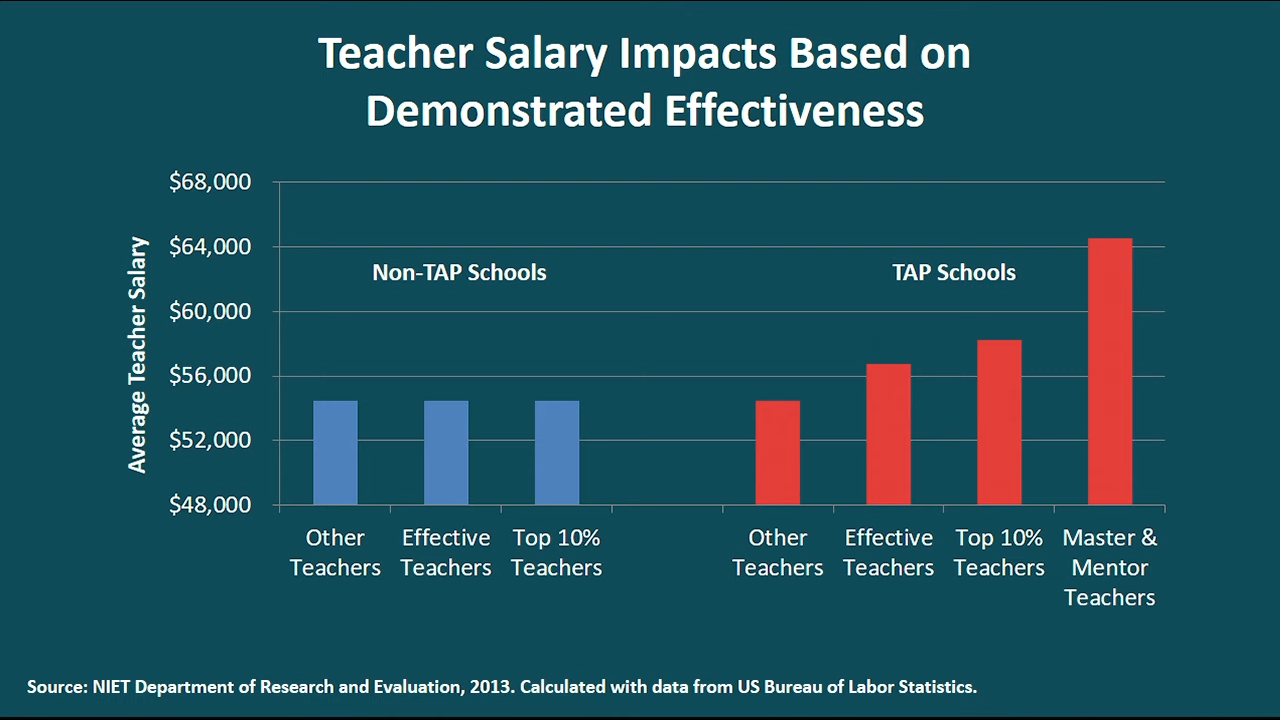 Teacher Salary Impacts Based on
Demonstrated Effectiveness
Average Teacher Salary
$68,000
$64,000
$60,000
$56,000
$52,000
$48,000
Non-TAP Schools
TAP Schools
Other
Teachers
Effective
Teachers
Top 10%
Teachers
Other
Teachers
Effective
Teachers
Top 10%
Teachers
Master &
Mentor
Teachers
Source: NIET Department of Research and Evaluation, 2013. Calculated with data from US Bureau of Labor Statistics.